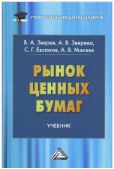 В. А. Зверев, А. В. Зверева,
С. Г. Евсюков, А. В. Макеев
РЫНОК
ЦЕННЫХ
БУМАГ
УЧЕБНИК